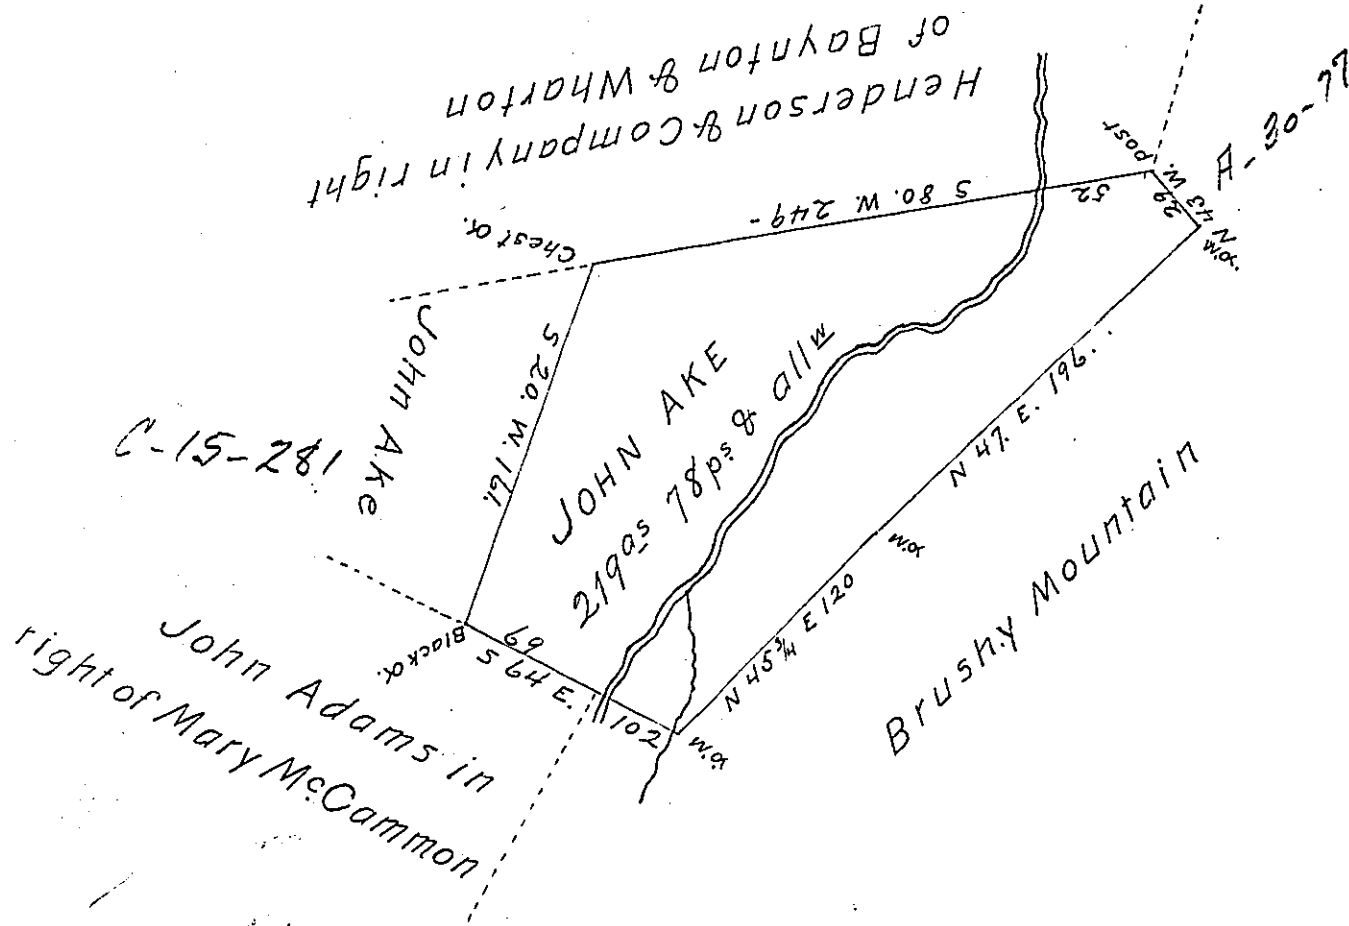 Henderson & Company in right
of Baynton & Wharton
A-30-77
post
N 43 W.
29
W.O.
52
S 80. W. 249-
Chest O.
John Ake
C-15-281
S 20. W. 161.
JOHN AKE
219as 78ps & allw
N 47. E. 196.
W.O.
N 45 3/4 E 120
Brushy Mountain
Black O.
69
S 64 E.
102
W.O.
John Adams in
right of Mary McCammon